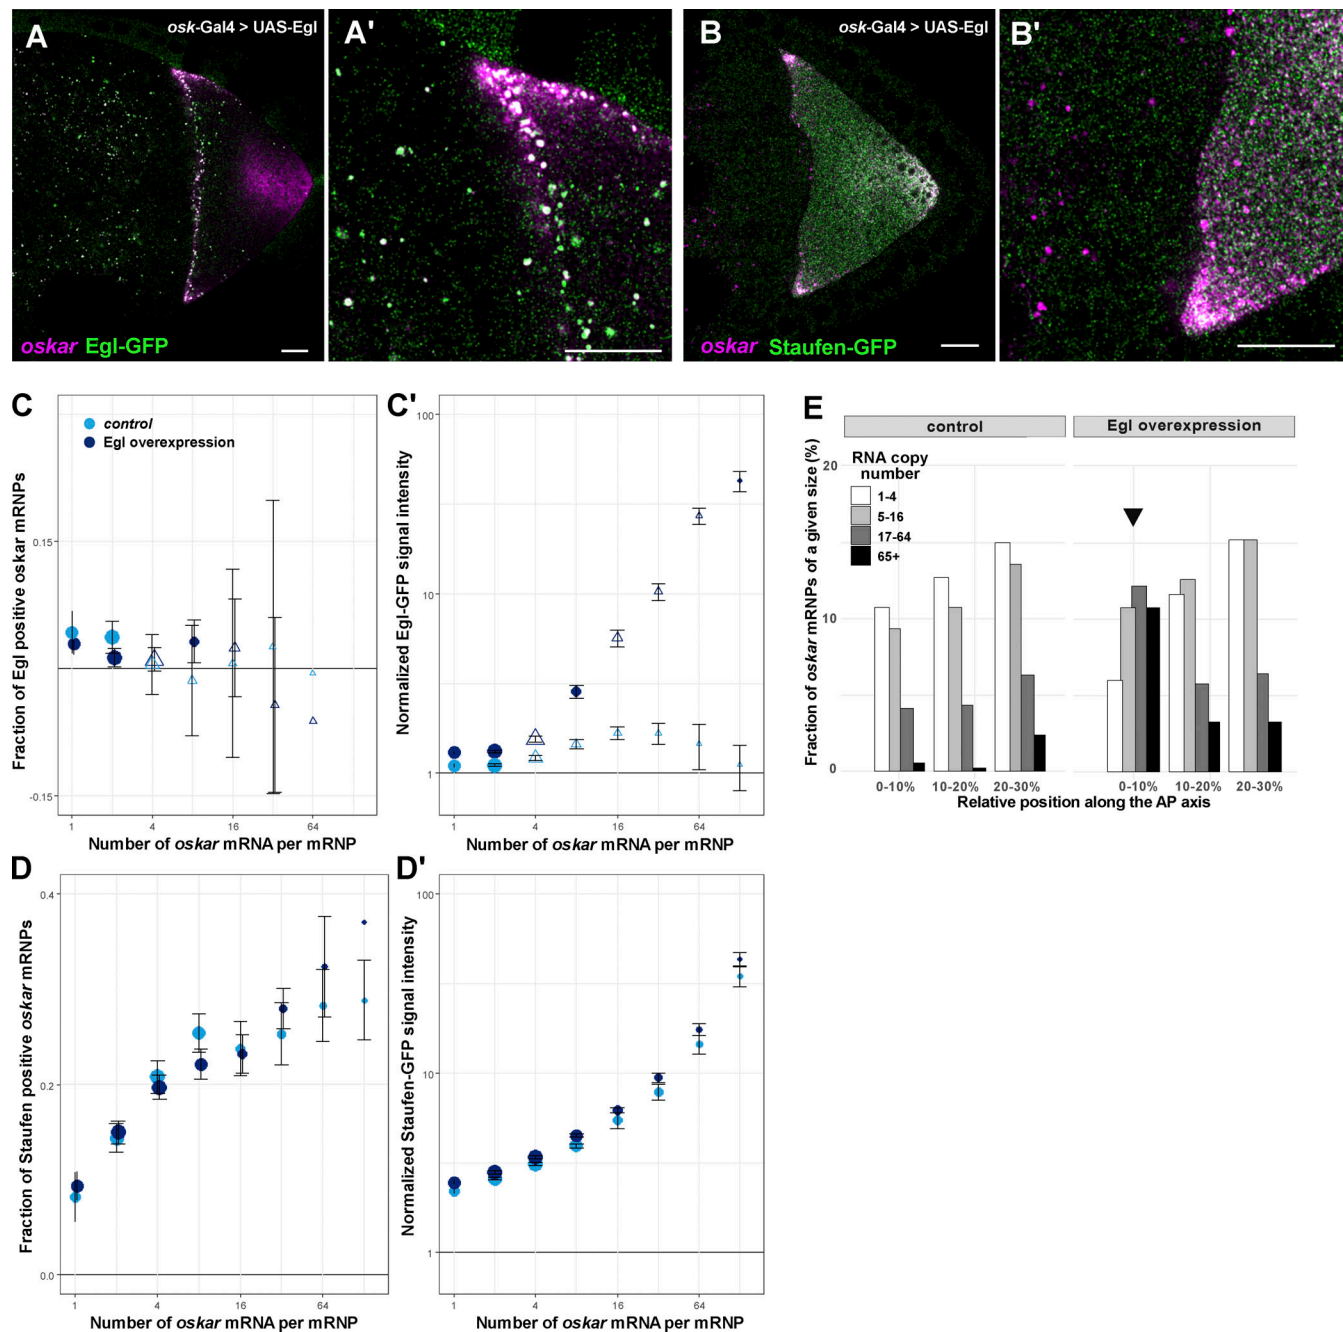 A
osk-Gal4 > UAS-Egl
oskar Egl-GFP
A'
B
osk-Gal4 > UAS-Egl
oskar Staufen-GFP
B'
C
Fraction of Egl positive oskar mRNPs
control
Egl overexpression
0.15
-0.15
1
4
16
64
Number of oskar mRNA per mRNP
C'
Normalized Egl-GFP signal intensity
100
10
1
1
4
16
64
Number of oskar mRNA per mRNP
E
control
Egl overexpression
Fraction of oskar mRNPs of a given size (%)
20
10
0
RNA copy
number
1-4
5-16
17-64
65+
0-10%
10-20%
20-30%
0-10%
10-20%
20-30%
Relative position along the AP axis
D
Fraction of Staufen positive oskar mRNPs
0.4
0.2
0.0
1
4
16
64
Number of oskar mRNA per mRNP
D'
Normalized Staufen-GFP signal intensity
100
10
1
1
4
16
64
Number of oskar mRNA per mRNP